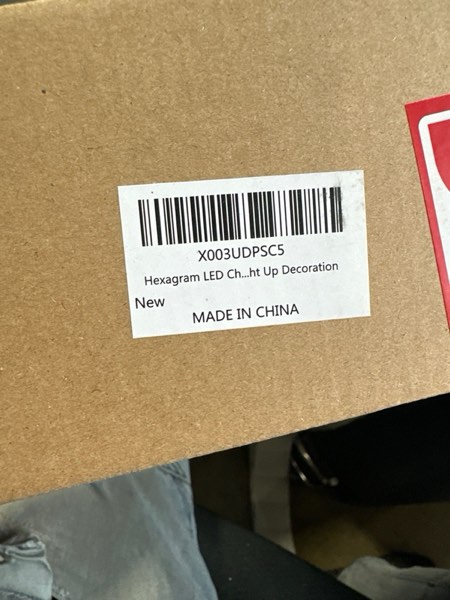 X003UDPSC5
Hexagram LED Ch...ht Up Decoration
New
MADE IN CHINA